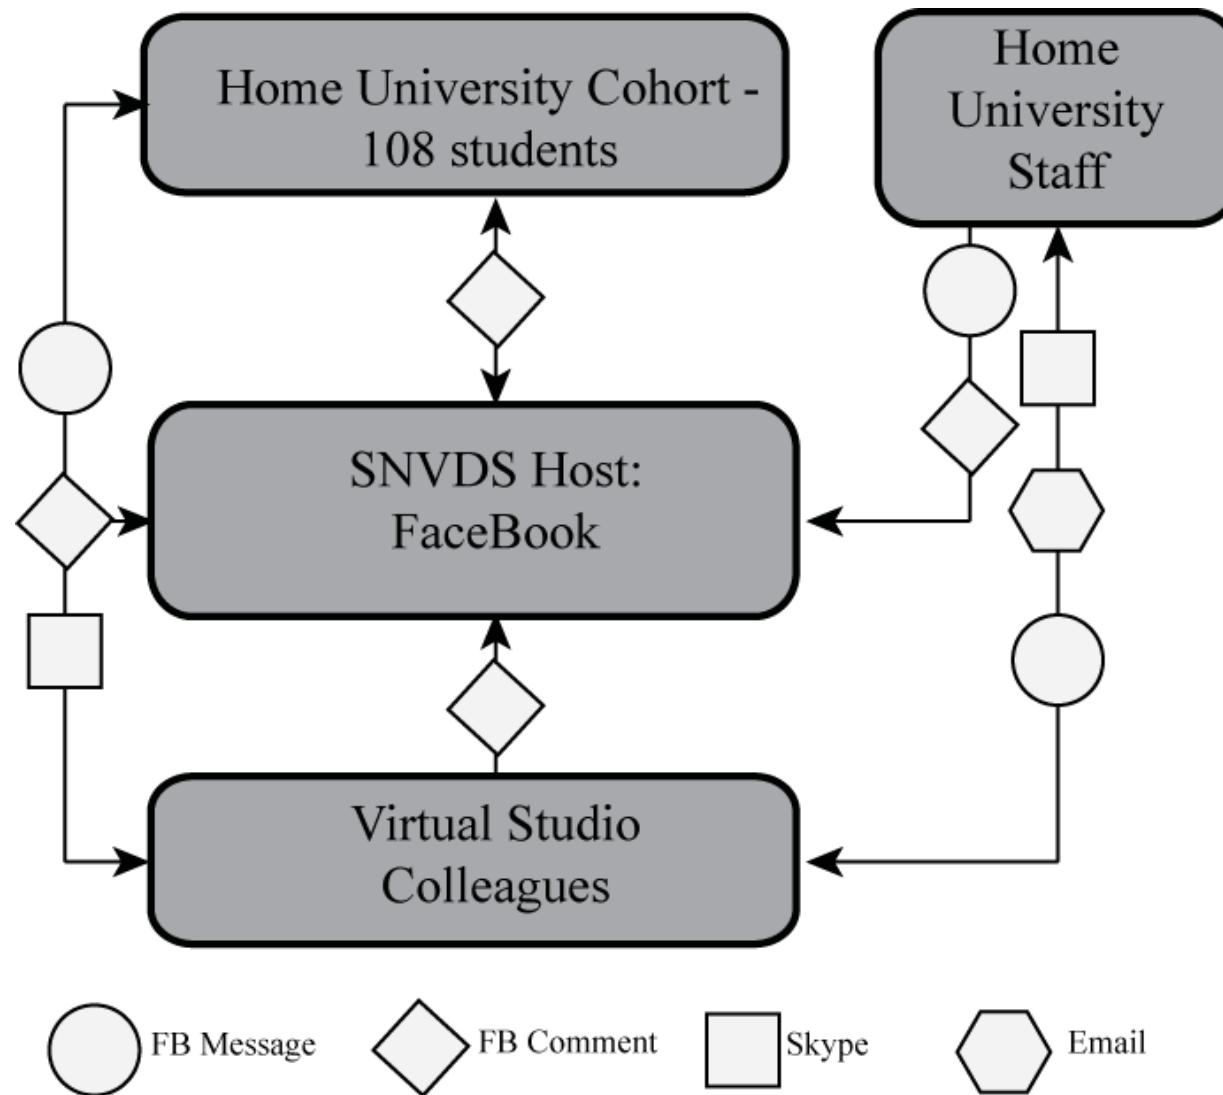 Home University Cohort -
108 students
Home
University
Staff
SNVDS Host:
FaceBook
Virtual Studio
Colleagues
FB Message
FB Comment
Skype
Email